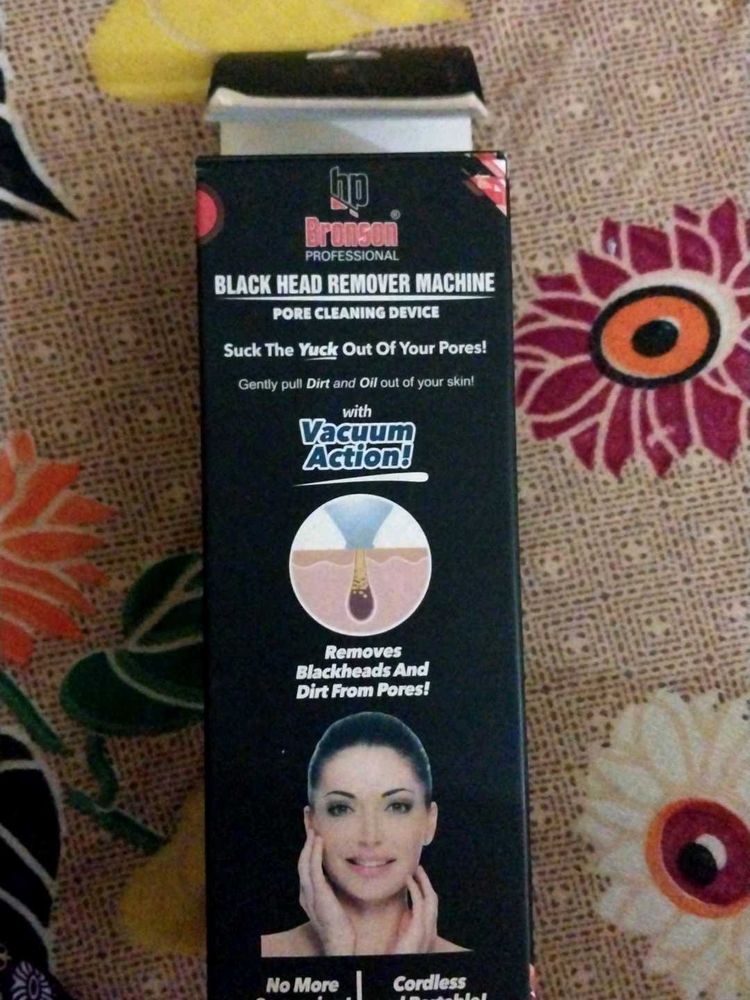 bp
Bronson®
PROFESSIONAL
BLACK HEAD REMOVER MACHINE
PORE CLEANING DEVICE
Suck The Yuck Out Of Your Pores!
Gently pull Dirt and Oil out of your skin!
with
Vacuum
Action!
Removes
Blackheads And
Dirt From Pores!
No More
Cordless